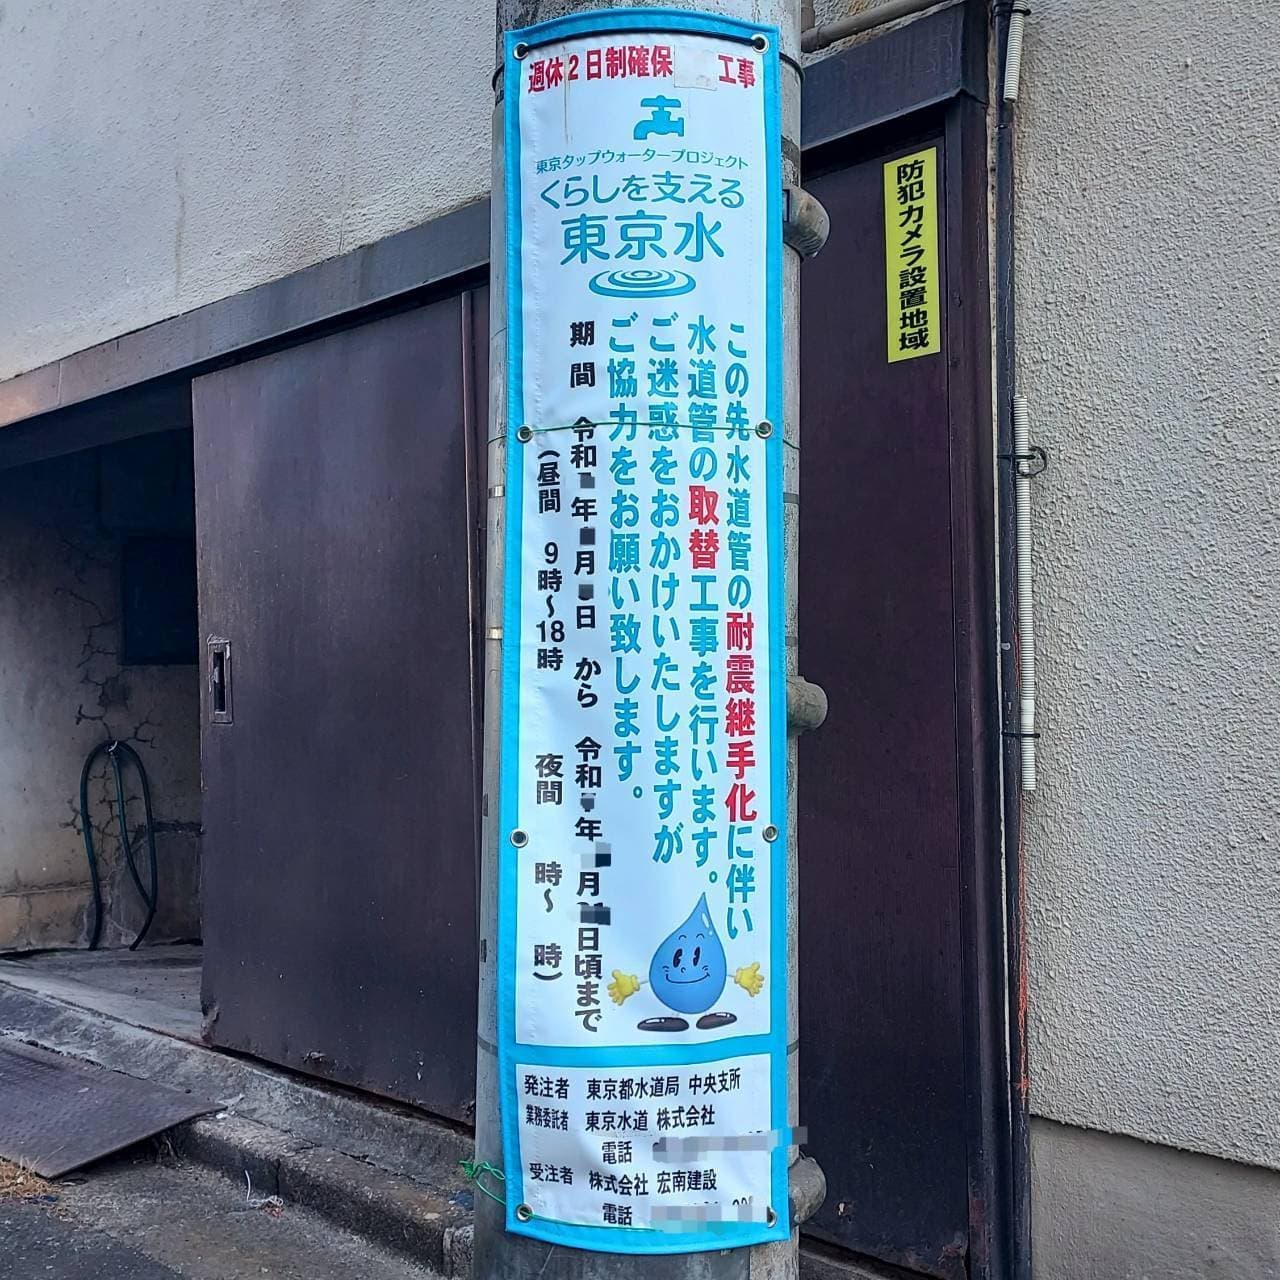 週休2日制確保 工事
東京タップウォータープロジェクト
くらしを支える
東京水
この先水道管の耐震継手化に伴い
水道管の取替工事を行います。
ご迷惑をおかけいたしますが
ご協力をお願い致します。
期間 令和 年 月 日 から 令和 年 月 日頃まで
(昼間 9時～18時 夜間 時～ 時)
発注者 東京都水道局 中央支所
業務委託者 東京水道 株式会社
電話
受注者 株式会社 宏南建設
電話
防犯カメラ設置地域